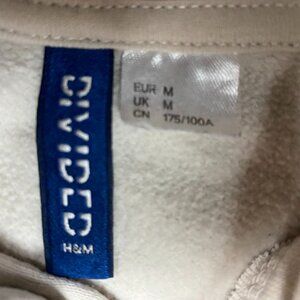 DIVIDED
H&M
EUR M
UK M
CN 175/100A